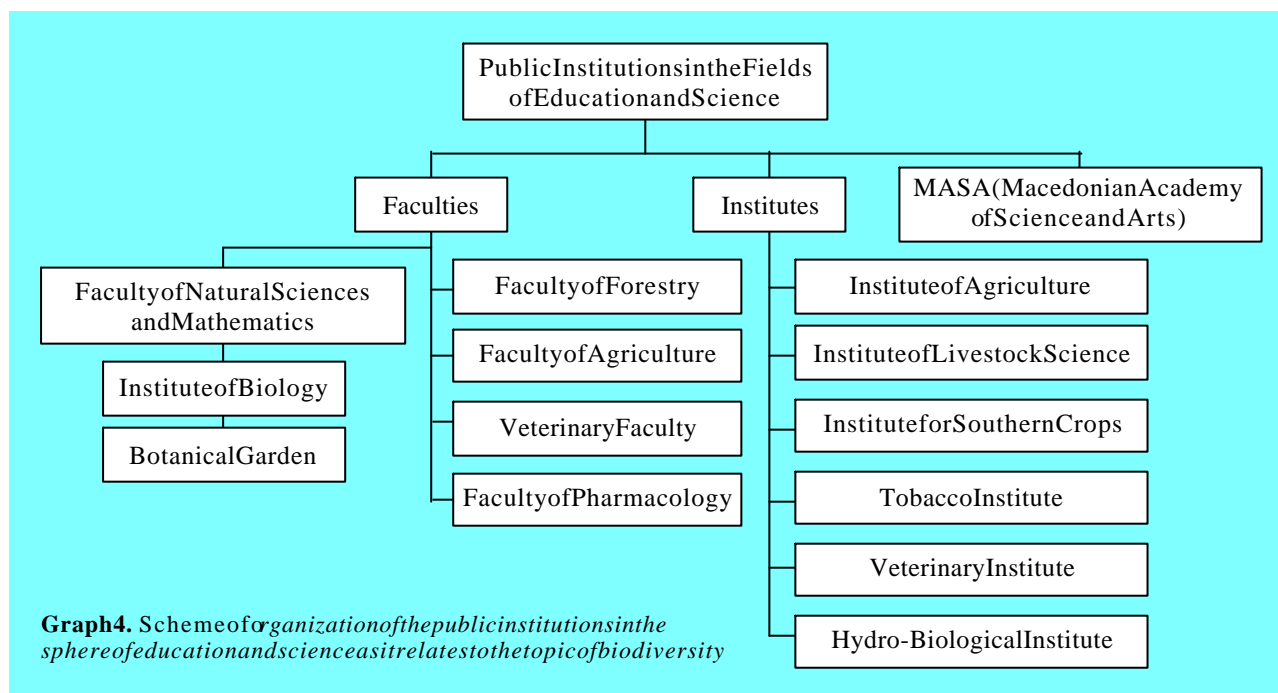 PublicInstitutionsintheFields
ofEducationandScience
Faculties
Institutes
MASA(MacedonianAcademy
ofScienceandArts)
FacultyofNaturalSciences
andMathematics
InstituteofBiology
BotanicalGarden
FacultyofForestry
FacultyofAgriculture
VeterinaryFaculty
FacultyofPharmacology
InstituteofAgriculture
InstituteofLivestockScience
InstituteforSouthernCrops
TobaccoInstitute
VeterinaryInstitute
Hydro-BiologicalInstitute
Graph4. Schemeoforganizationofthepublicinstitutionsinthe
sphereofeducationandscienceasitrelatestothetopicofbiodiversity